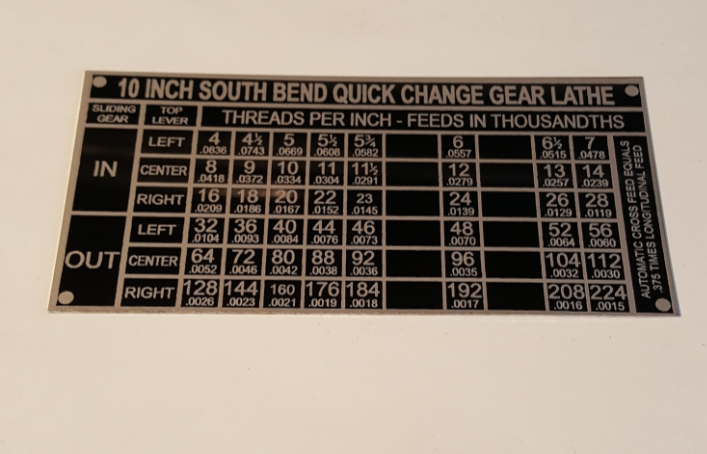 10 INCH SOUTH BEND QUICK CHANGE GEAR LATHE
SLIDING GEAR TOP LEVER THREADS PER INCH - FEEDS IN THOUSANDTHS
IN LEFT 4 4½ 5 5½ 5¾ 6 6½ 7
.0836 .0743 .0669 .0608 .0582 .0557 .0515 .0478
CENTER 8 9 10 11 11½ 12 13 14
.0418 .0372 .0334 .0304 .0291 .0279 .0257 .0239
RIGHT 16 18 20 22 23 24 26 28
.0209 .0186 .0167 .0152 .0145 .0139 .0129 .0119
OUT LEFT 32 36 40 44 46 48 52 56
.0104 .0093 .0084 .0076 .0073 .0070 .0064 .0060
CENTER 64 72 80 88 92 96 104 112
.0052 .0046 .0042 .0038 .0036 .0035 .0032 .0030
RIGHT 128 144 160 176 184 192 208 224
.0026 .0023 .0021 .0019 .0018 .0017 .0016 .0015
AUTOMATIC CROSS FEED EQUALS
.375 TIMES LONGITUDINAL FEED